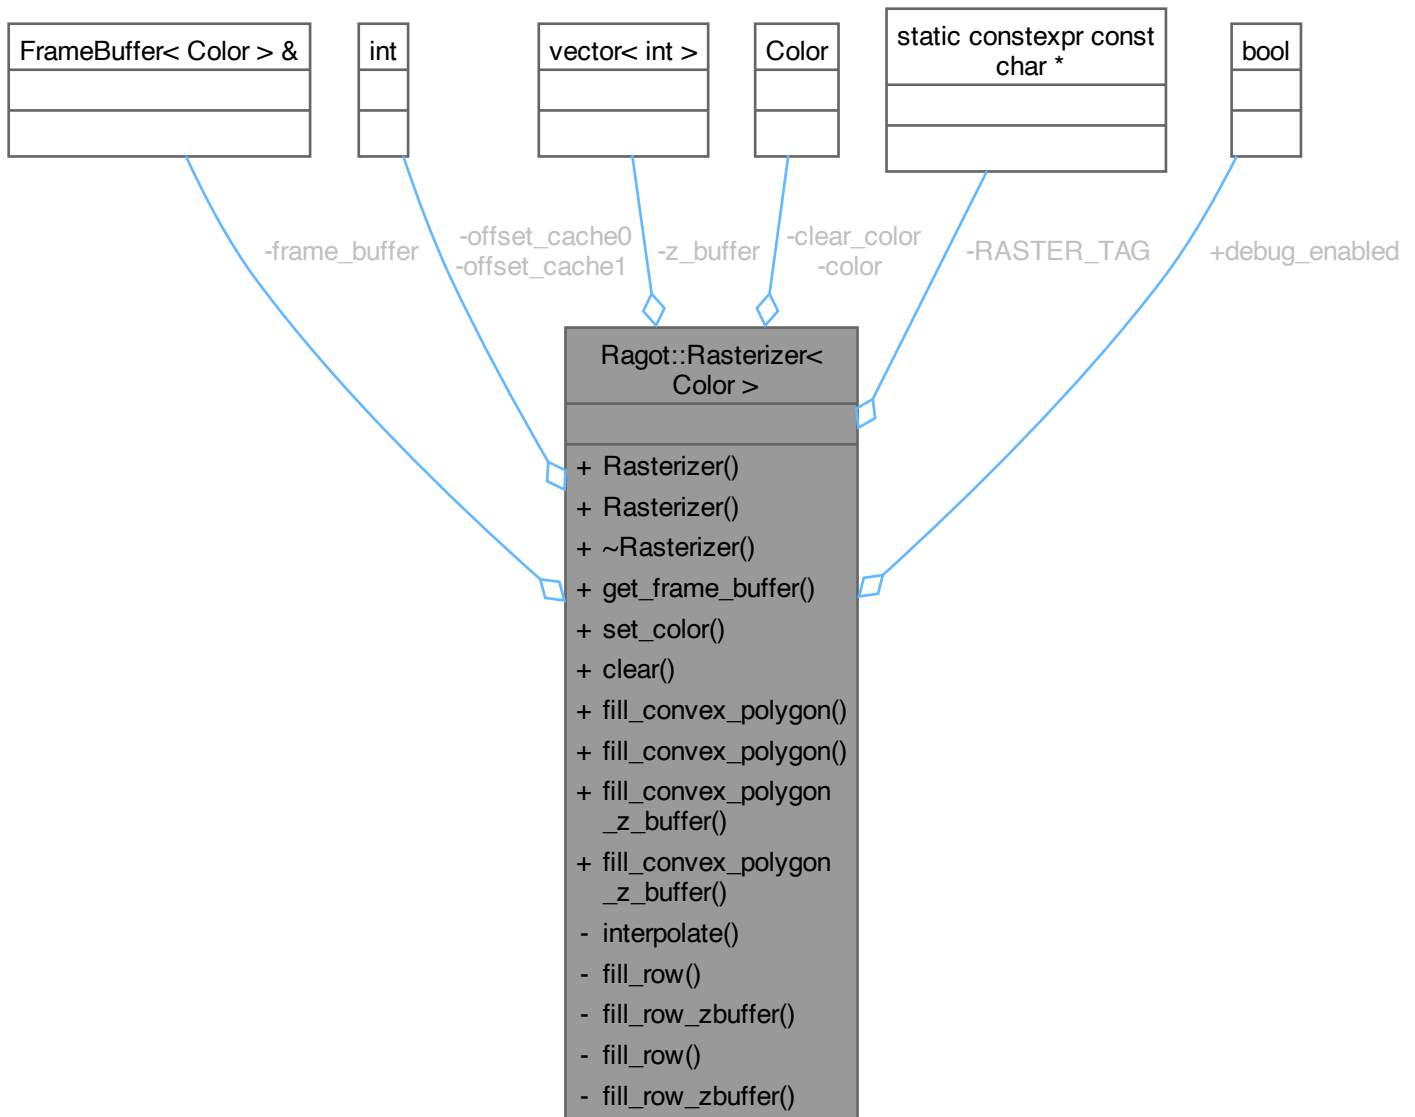 FrameBuffer< Color > &
int
vector< int >
Color
static constexpr const
char *
bool
-frame_buffer
-offset_cache0
-offset_cache1
-z_buffer
-clear_color
-color
-RASTER_TAG
+debug_enabled
Ragot::Rasterizer<
Color >
+ Rasterizer()
+ Rasterizer()
+ ~Rasterizer()
+ get_frame_buffer()
+ set_color()
+ clear()
+ fill_convex_polygon()
+ fill_convex_polygon()
+ fill_convex_polygon
_z_buffer()
+ fill_convex_polygon
_z_buffer()
- interpolate()
- fill_row()
- fill_row_zbuffer()
- fill_row()
- fill_row_zbuffer()